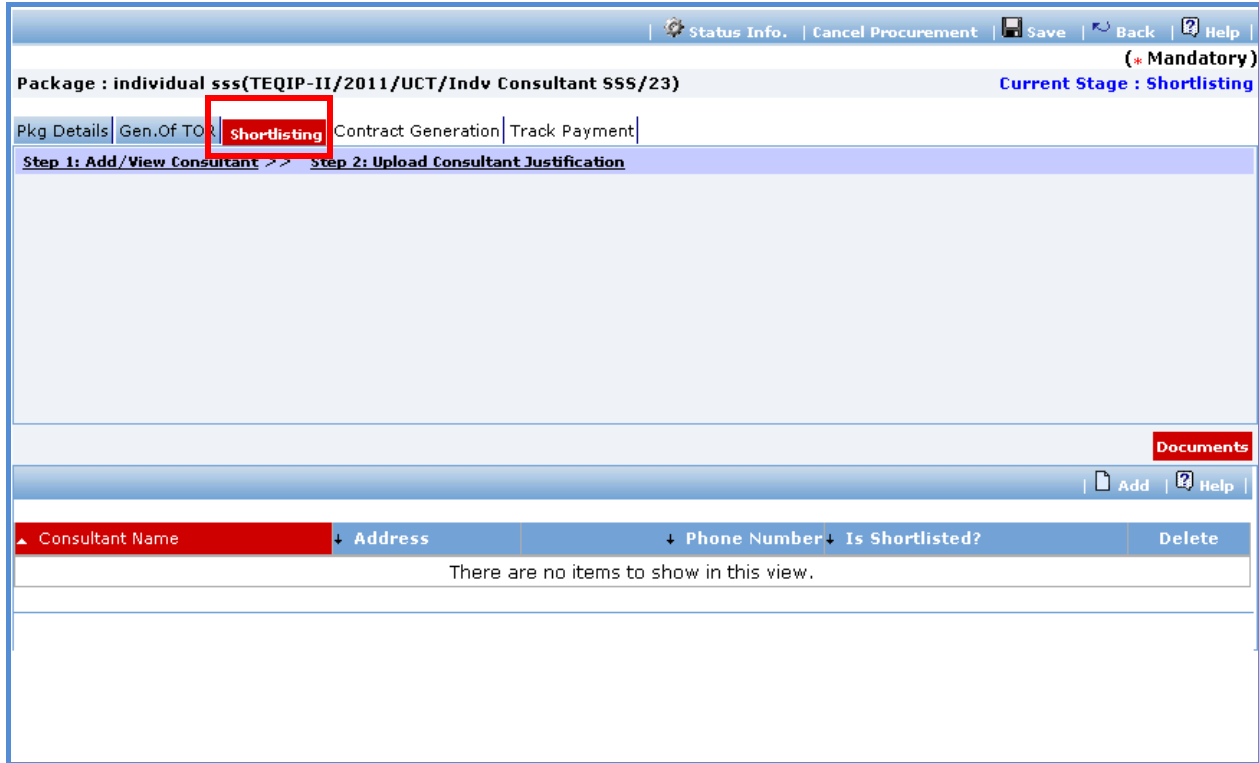 | Status Info. | Cancel Procurement | Save | Back | Help |
(* Mandatory)
Package : individual sss(TEQIP-II/2011/UCT/Indv Consultant SSS/23) Current Stage : Shortlisting
Pkg Details Gen.Of TOR Shortlisting Contract Generation Track Payment
Step 1: Add/View Consultant >> Step 2: Upload Consultant Justification
Documents
| Add | Help |
Consultant Name Address Phone Number Is Shortlisted? Delete
There are no items to show in this view.